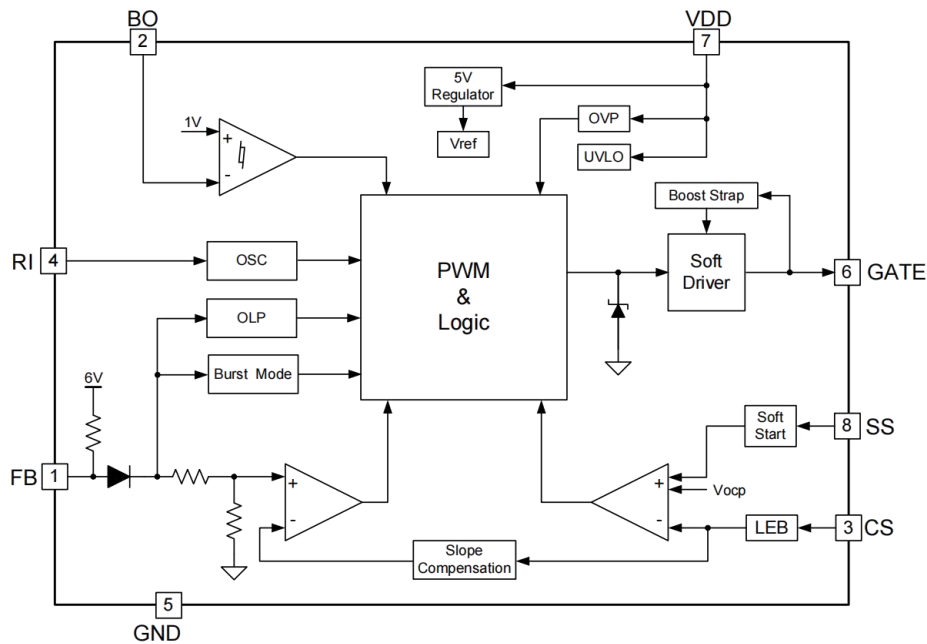 BO
2
VDD
7
5V
Regulator
Vref
OVP
UVLO
1V
+
-
Boost Strap
RI
4
OSC
PWM
&
Logic
Soft
Driver
6
GATE
OLP
Burst Mode
6V
FB
1
+
-
Soft
Start
8
SS
+
-
Vocp
LEB
3
CS
Slope
Compensation
5
GND